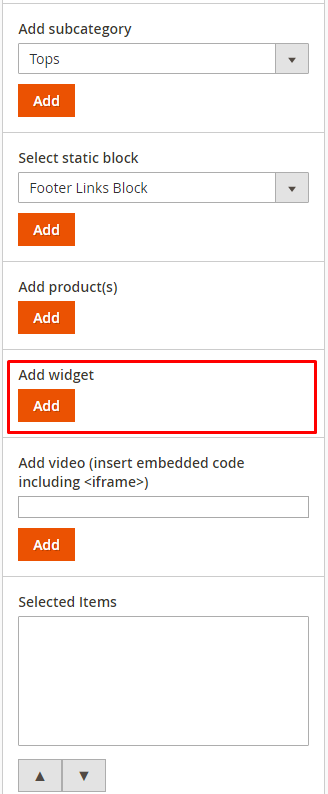 Add subcategory
Tops
Add
Select static block
Footer Links Block
Add
Add product(s)
Add
Add widget
Add
Add video (insert embedded code
including <iframe>)
Add
Selected Items